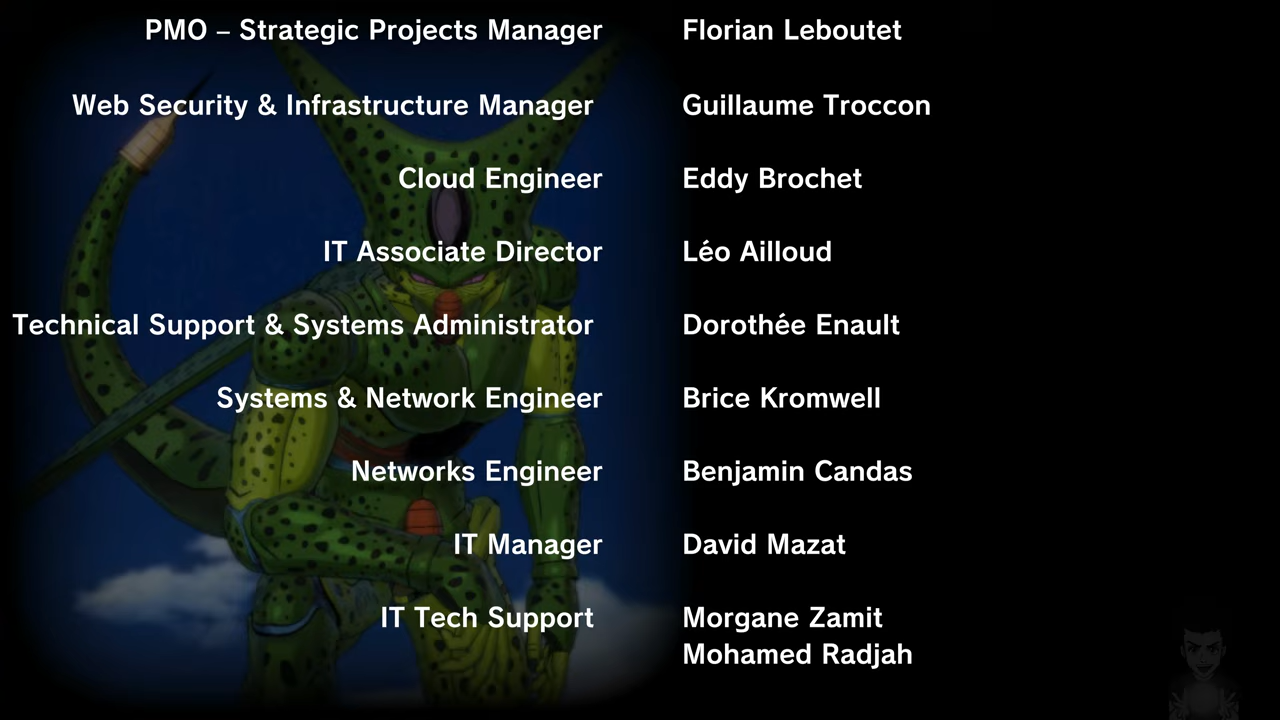 PMO – Strategic Projects Manager Florian Leboutet
Web Security & Infrastructure Manager Guillaume Troccon
Cloud Engineer Eddy Brochet
IT Associate Director Léo Ailloud
Technical Support & Systems Administrator Dorothée Enault
Systems & Network Engineer Brice Kromwell
Networks Engineer Benjamin Candas
IT Manager David Mazat
IT Tech Support Morgane Zamit
Mohamed Radjah